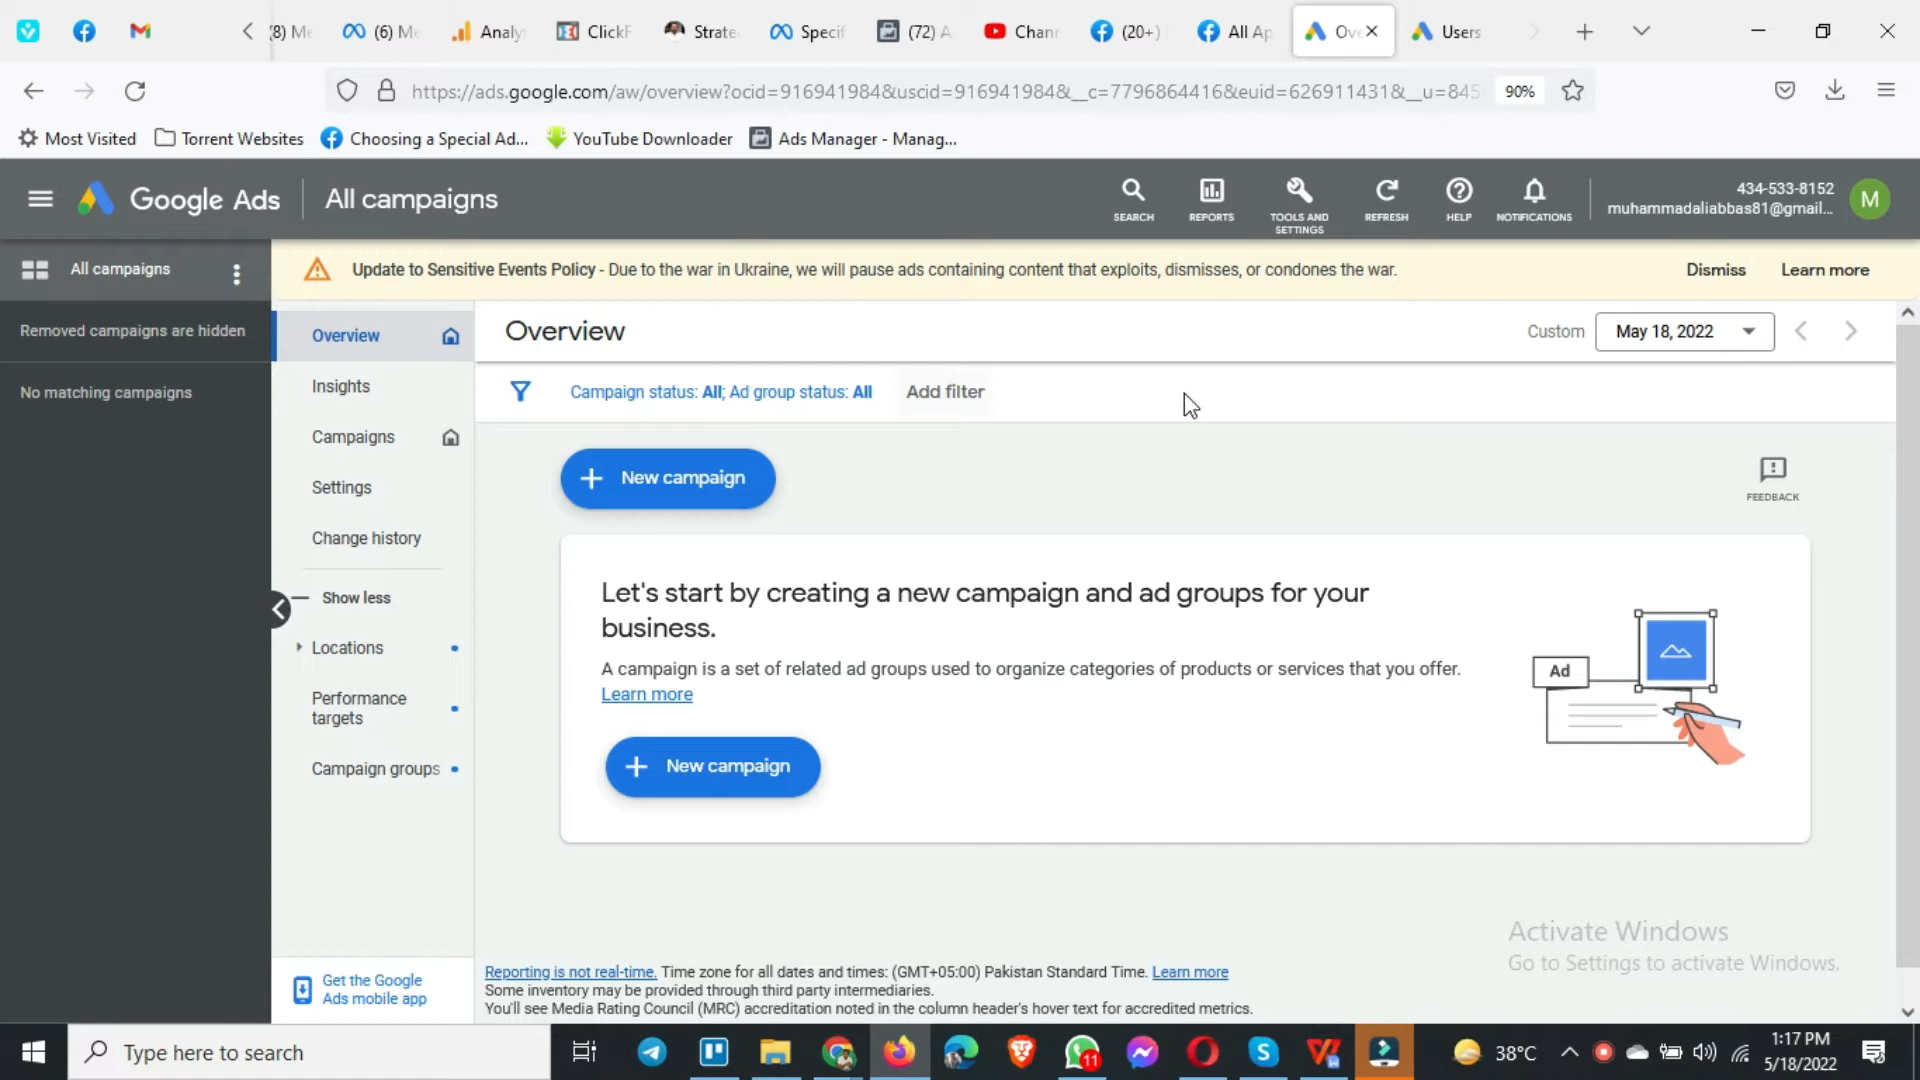 (8) Me
(6) Me
Analy
ClickF
Strate
Specif
(72) A
Chan
(20+)
All Ap
Ove
Users
https://ads.google.com/aw/overview?ocid=916941984&uscid=916941984&__c=7796864416&euid=626911431&__u=845
90%
Most Visited
Torrent Websites
Choosing a Special Ad...
YouTube Downloader
Ads Manager - Manag...
Google Ads
All campaigns
SEARCH
REPORTS
TOOLS AND
SETTINGS
REFRESH
HELP
NOTIFICATIONS
434-533-8152
muhammadaliabbas81@gmail...
M
All campaigns
Update to Sensitive Events Policy - Due to the war in Ukraine, we will pause ads containing content that exploits, dismisses, or condones the war.
Dismiss
Learn more
Removed campaigns are hidden
No matching campaigns
Overview
Insights
Campaigns
Settings
Change history
Show less
Locations
Performance
targets
Campaign groups
Get the Google
Ads mobile app
Overview
Custom
May 18, 2022
Campaign status: All; Ad group status: All
Add filter
New campaign
FEEDBACK
Let's start by creating a new campaign and ad groups for your
business.
A campaign is a set of related ad groups used to organize categories of products or services that you offer.
Learn more
Ad
New campaign
Activate Windows
Go to Settings to activate Windows.
Reporting is not real-time. Time zone for all dates and times: (GMT+05:00) Pakistan Standard Time. Learn more
Some inventory may be provided through third party intermediaries.
You'll see Media Rating Council (MRC) accreditation noted in the column header's hover text for accredited metrics.
Type here to search
11
38°C
1:17 PM
5/18/2022